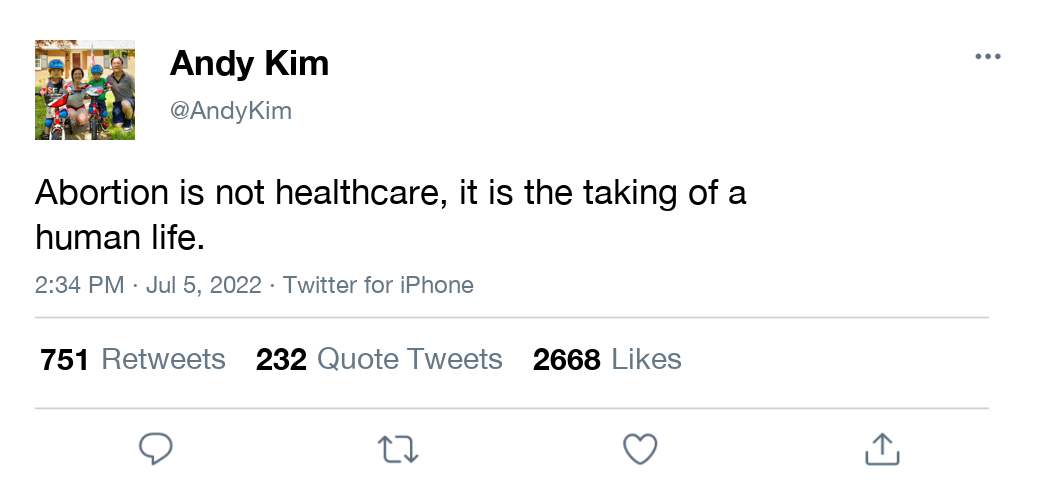 Andy Kim
@AndyKim
Abortion is not healthcare, it is the taking of a
human life.
2:34 PM · Jul 5, 2022 · Twitter for iPhone
751 Retweets 232 Quote Tweets 2668 Likes